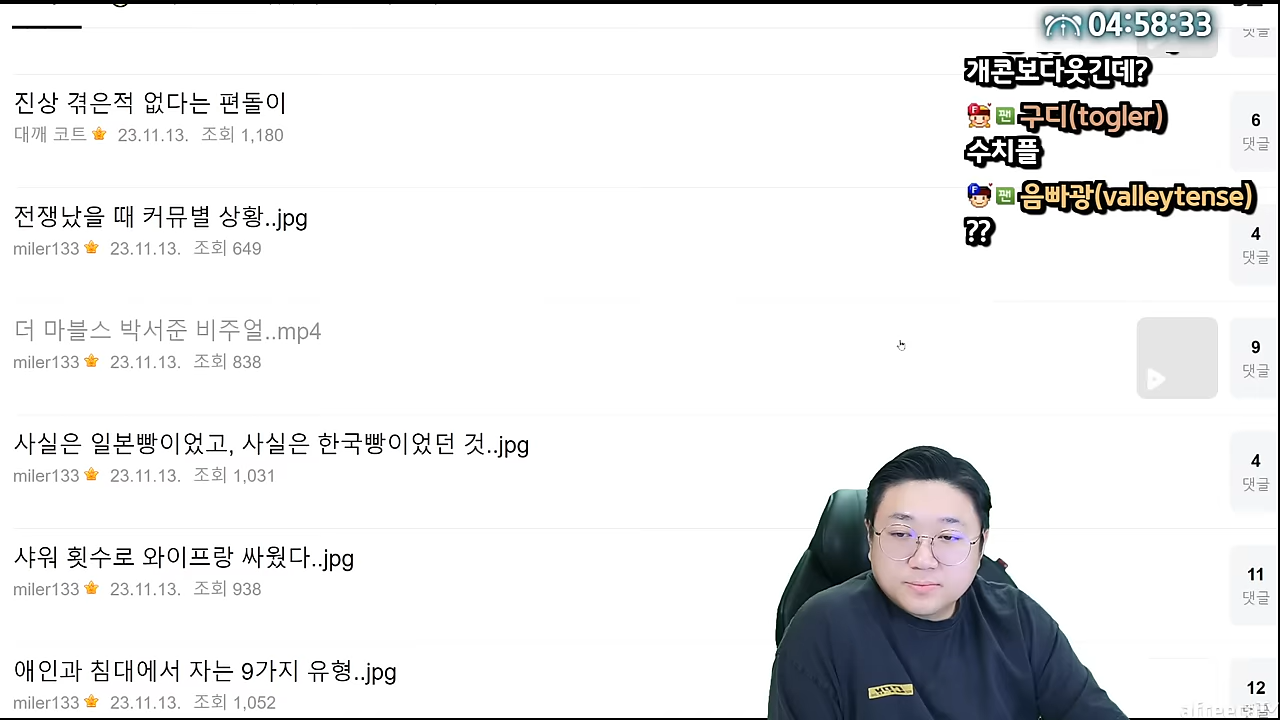 04:58:33
댓글
개콘보다웃긴데?
진상 겪은적 없다는 편돌이
대깨 코트 23.11.13. 조회 1,180
6
댓글
팬 구디(togler)
수치플
팬 음빠광(valleytense)
??
전쟁났을 때 커뮤별 상황..jpg
miler133 23.11.13. 조회 649
4
댓글
더 마블스 박서준 비주얼..mp4
miler133 23.11.13. 조회 838
9
댓글
사실은 일본빵이었고, 사실은 한국빵이었던 것..jpg
miler133 23.11.13. 조회 1,031
4
댓글
샤워 횟수로 와이프랑 싸웠다..jpg
miler133 23.11.13. 조회 938
11
댓글
애인과 침대에서 자는 9가지 유형..jpg
miler133 23.11.13. 조회 1,052
12
댓글
afreecaTV